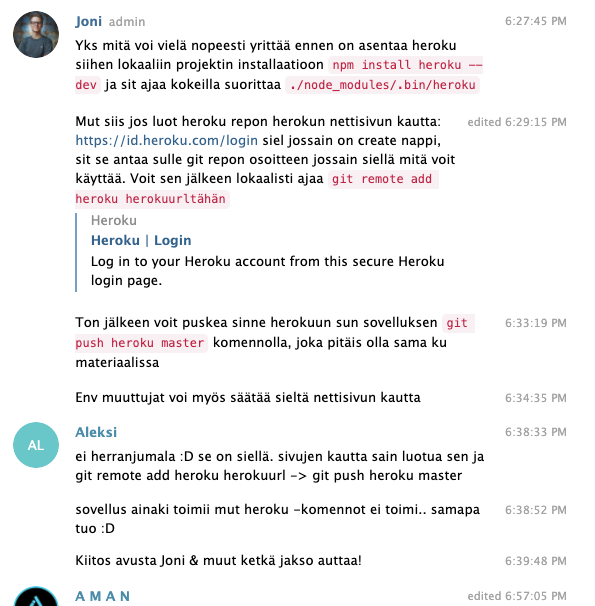 Joni admin 6:27:45 PM
Yks mitä voi vielä nopeesti yrittää ennen on asentaa heroku
siihen lokaaliin projektin installaatioon npm install heroku --
dev ja sit ajaa kokeilla suorittaa ./node_modules/.bin/heroku
Mut siis jos luot heroku repon herokun nettisivun kautta: edited 6:29:15 PM
https://id.heroku.com/login siel jossain on create nappi,
sit se antaa sulle git repon osoitteen jossain siellä mitä voit
käyttää. Voit sen jälkeen lokaalisti ajaa git remote add
heroku herokuurltähän
Heroku
Heroku | Login
Log in to your Heroku account from this secure Heroku
login page.
Ton jälkeen voit puskea sinne herokuun sun sovelluksen git 6:33:19 PM
push heroku master komennolla, joka pitäis olla sama ku
materiaalissa
Env muuttujat voi myös säätää sieltä nettisivun kautta 6:34:35 PM
AL
Aleksi 6:38:33 PM
ei herranjumala :D se on siellä. sivujen kautta sain luotua sen ja
git remote add heroku herokuurl -> git push heroku master
sovellus ainaki toimii mut heroku -komennot ei toimi.. samapa 6:38:52 PM
tuo :D
Kiitos avusta Joni & muut ketkä jakso auttaa! 6:39:48 PM
A M A N edited 6:57:05 PM